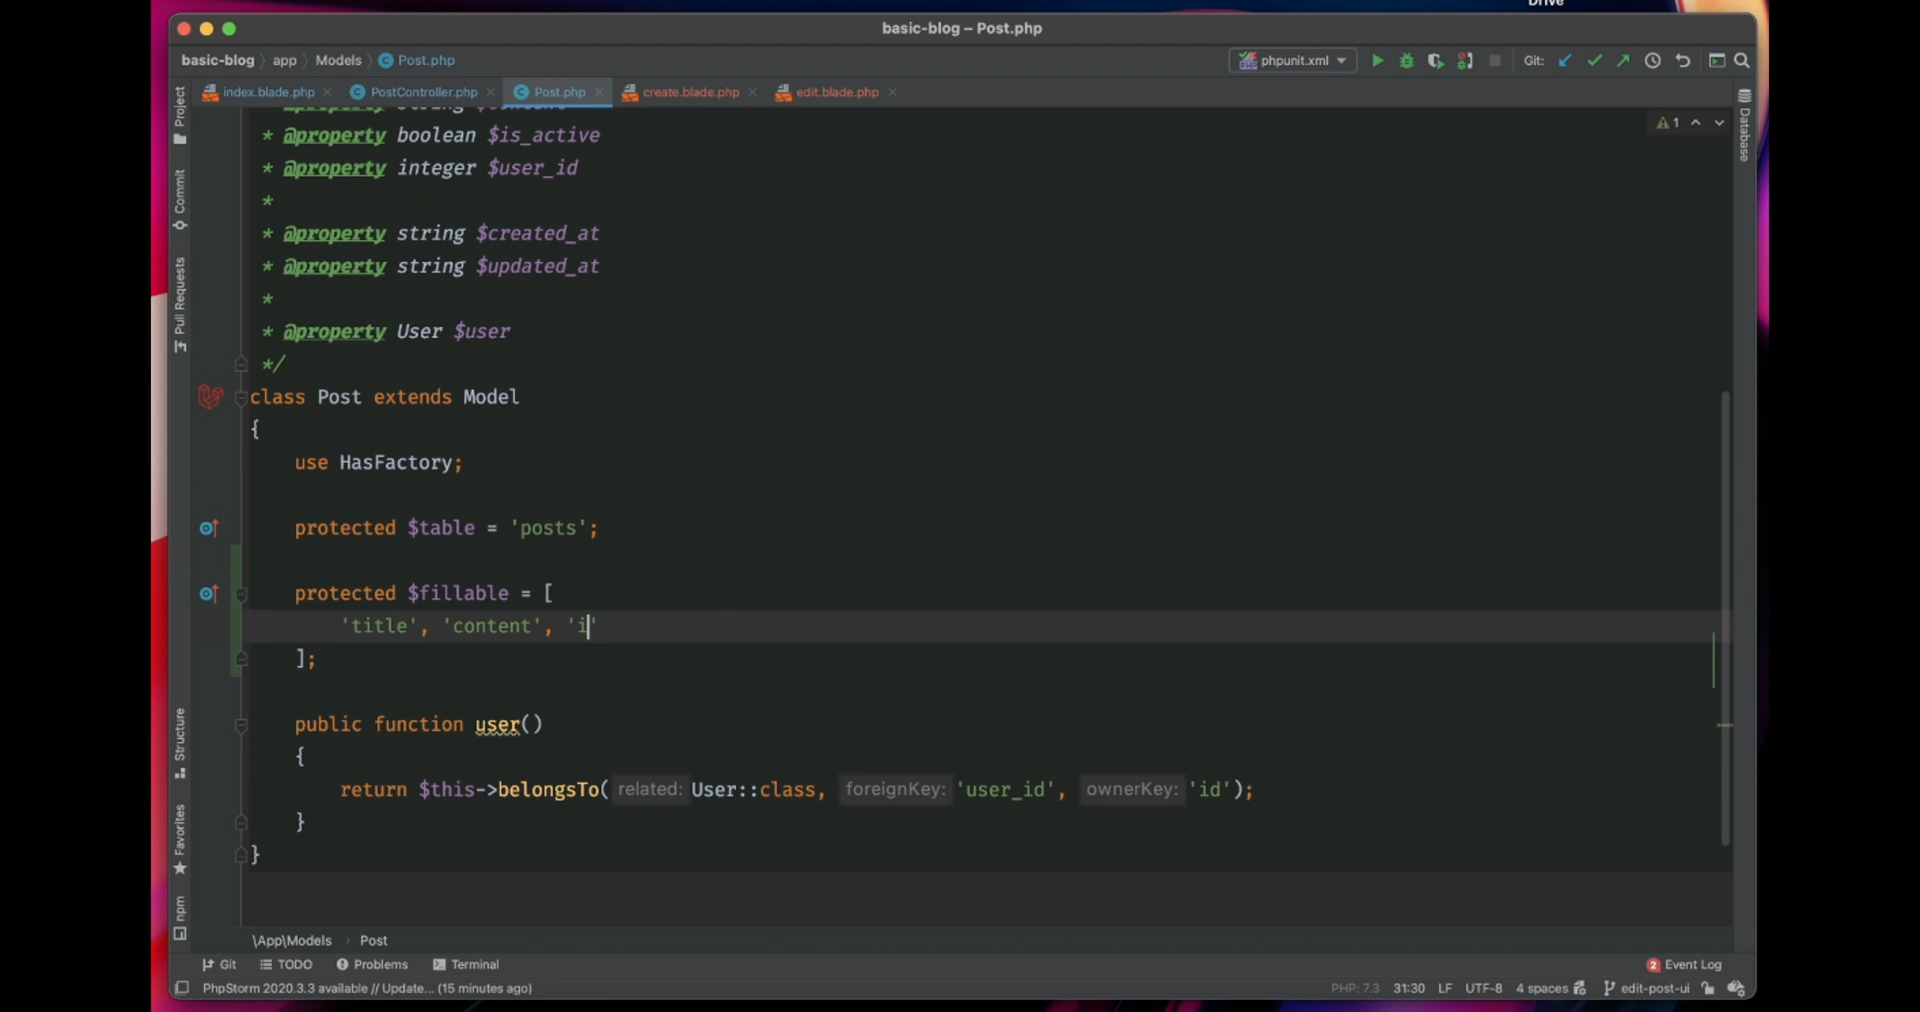 Drive
basic-blog – Post.php
basic-blog > app > Models > Post.php
phpunit.xml
Git:
index.blade.php
PostController.php
Post.php
create.blade.php
edit.blade.php
* @property boolean $is_active
* @property integer $user_id
*
* @property string $created_at
* @property string $updated_at
*
* @property User $user
*/
class Post extends Model
{
use HasFactory;
protected $table = 'posts';
protected $fillable = [
'title', 'content', 'i'
];
public function user()
{
return $this->belongsTo( related: User::class, foreignKey: 'user_id', ownerKey: 'id');
}
}
1
Project
Commit
Pull Requests
Structure
Favorites
npm
Database
\App\Models > Post
Git
TODO
Problems
Terminal
2 Event Log
PhpStorm 2020.3.3 available // Update... (15 minutes ago)
PHP: 7.3 31:30 LF UTF-8 4 spaces edit-post-ui